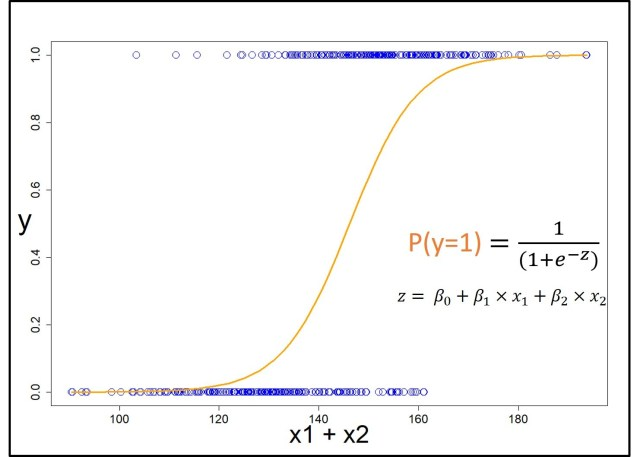 1.0
0.8
0.6
0.4
0.2
0.0
y
P(y=1) = 1/(1+e^{-z})
z = β₀ + β₁ × x₁ + β₂ × x₂
100 120 140 160 180
x1 + x2